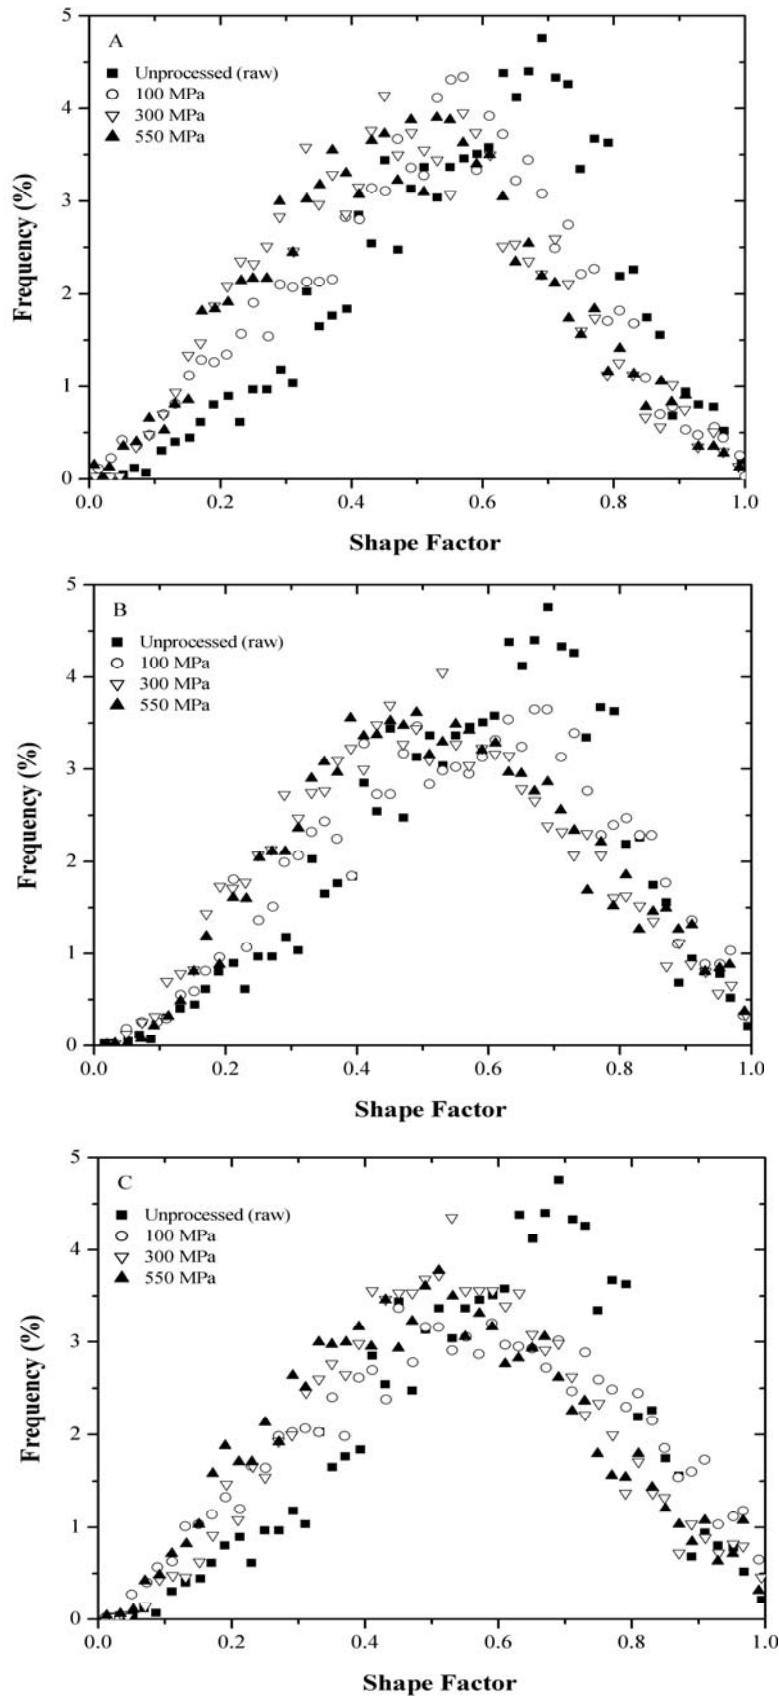 A
Unprocessed (raw)
100 MPa
300 MPa
550 MPa
5
4
3
2
1
0
Frequency (%)
0.0 0.2 0.4 0.6 0.8 1.0
Shape Factor
B
Unprocessed (raw)
100 MPa
300 MPa
550 MPa
5
4
3
2
1
0
Frequency (%)
0.0 0.2 0.4 0.6 0.8 1.0
Shape Factor
C
Unprocessed (raw)
100 MPa
300 MPa
550 MPa
5
4
3
2
1
0
Frequency (%)
0.0 0.2 0.4 0.6 0.8 1.0
Shape Factor